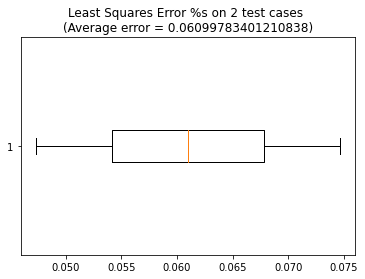 Least Squares Error %s on 2 test cases
(Average error = 0.06099783401210838)
1
0.050 0.055 0.060 0.065 0.070 0.075